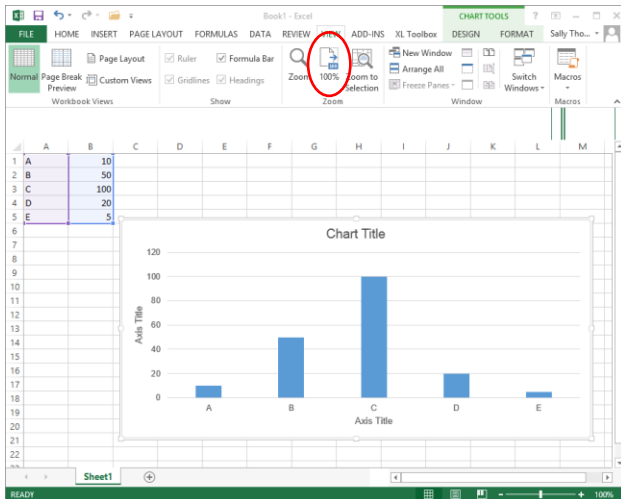 Book1 - Excel
CHART TOOLS
?
FILE HOME INSERT PAGE LAYOUT FORMULAS DATA REVIEW VIEW ADD-INS XL Toolbox DESIGN FORMAT Sally Tho...
Normal
Page Break Preview
Page Layout
Custom Views
Workbook Views
Ruler
Formula Bar
Gridlines
Headings
Show
Zoom
100%
Zoom to Selection
Zoom
New Window
Arrange All
Freeze Panes
Switch Windows
Window
Macros
Macros
A B C D E F G H I J K L M
1 A 10
2 B 50
3 C 100
4 D 20
5 E 5
6
7
8
9
10
11
12
13
14
15
16
17
18
19
20
21
22
Chart Title
120
100
80
60
40
20
0
Axis Title
A B C D E
Axis Title
Sheet1
READY
100%